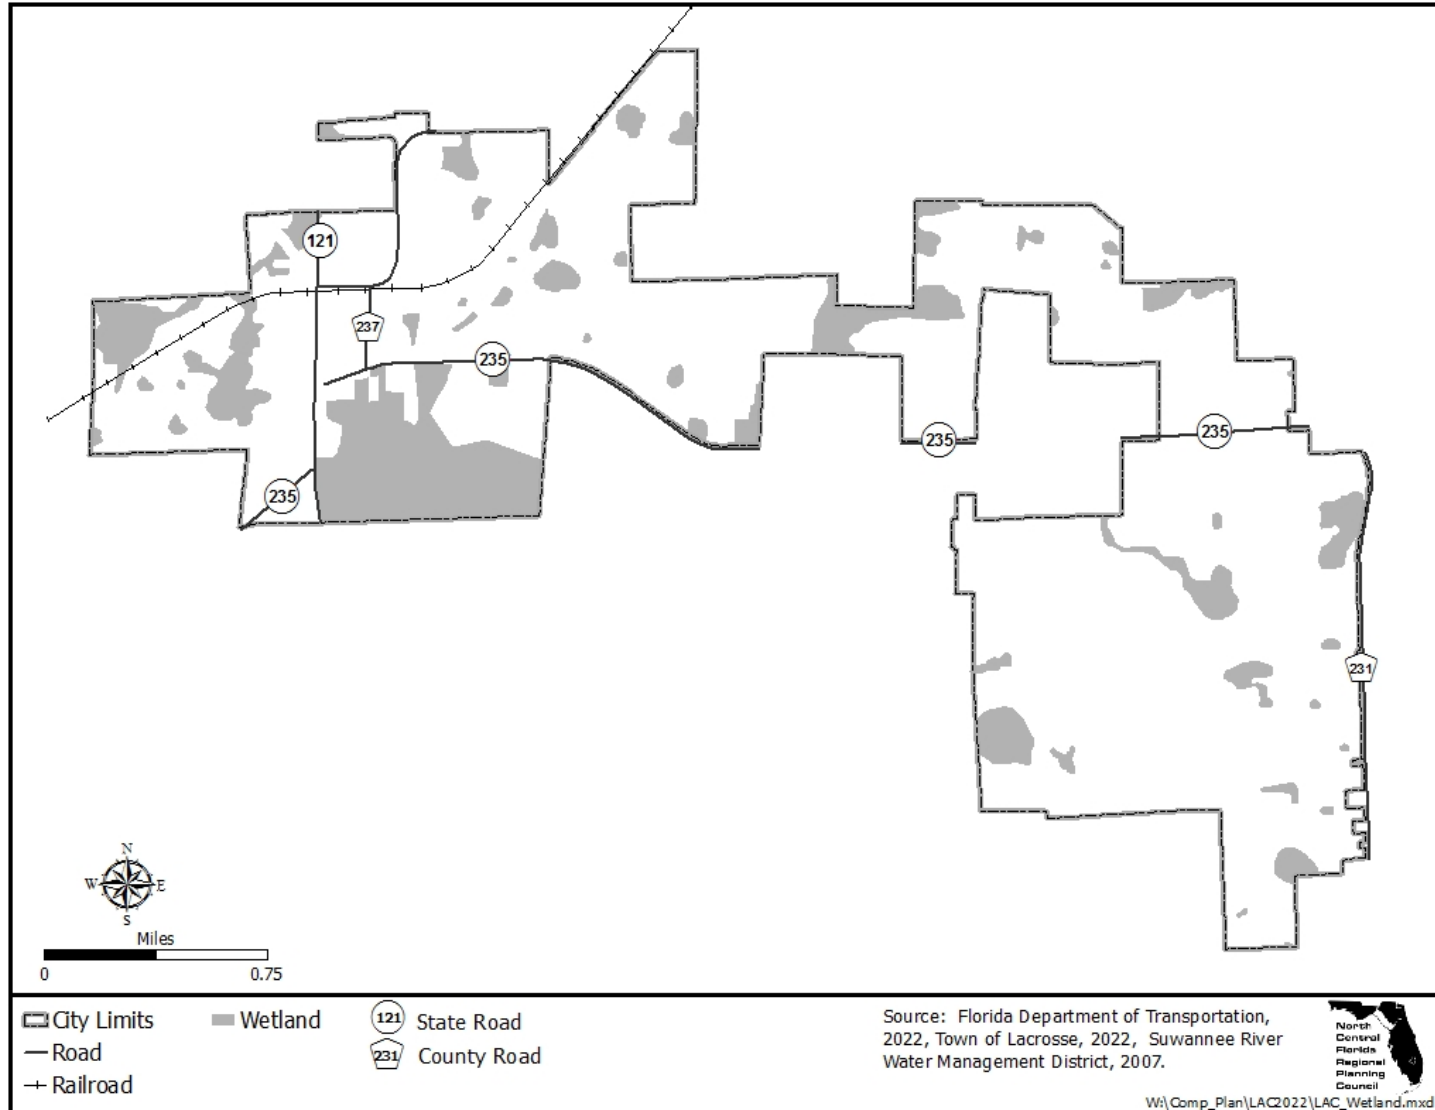 121
237
235
235
235
235
231
N
W E
S
Miles
0 0.75
City Limits
Wetland
121 State Road
Road
231 County Road
Railroad
Source: Florida Department of Transportation,
2022, Town of Lacrosse, 2022, Suwannee River
Water Management District, 2007.
North
Central
Florida
Regional
Planning
Council
W:\Comp_Plan\LAC2022\LAC_Wetland.mxd